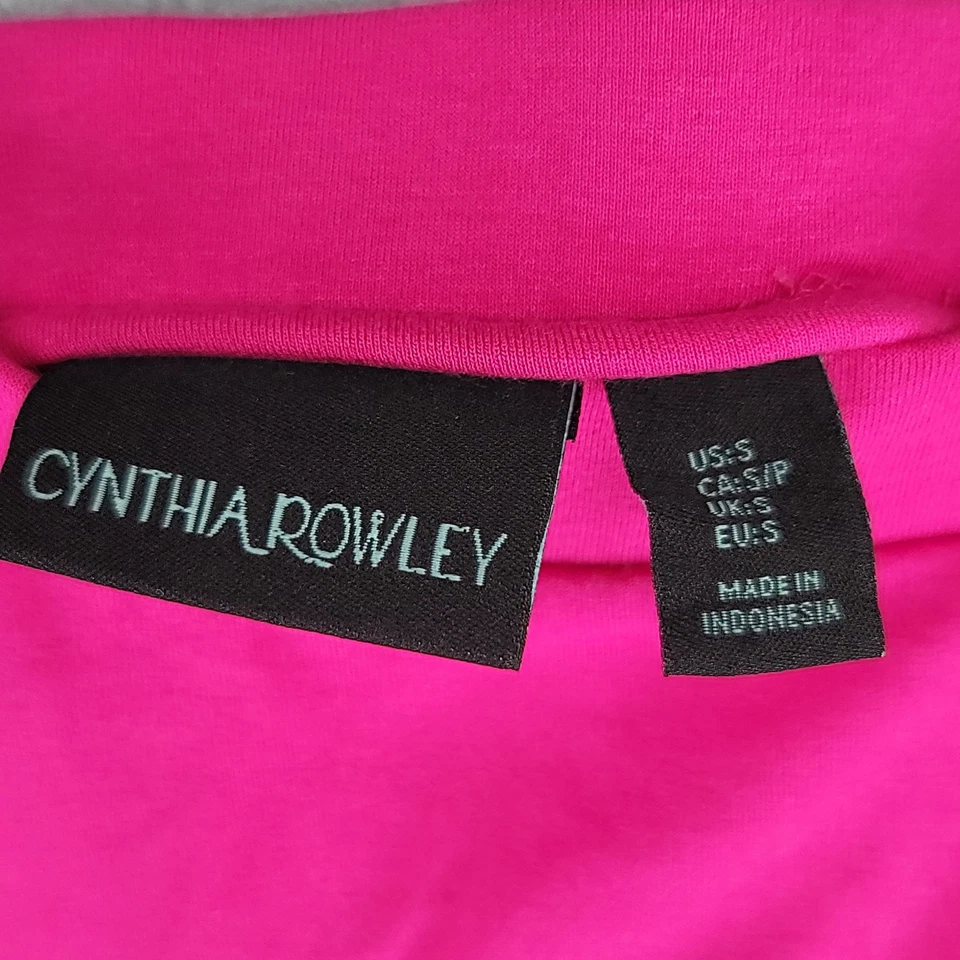 CYNTHIA ROWLEY
US:S
CA:S/P
UK:S
EU:S
MADE IN
INDONESIA